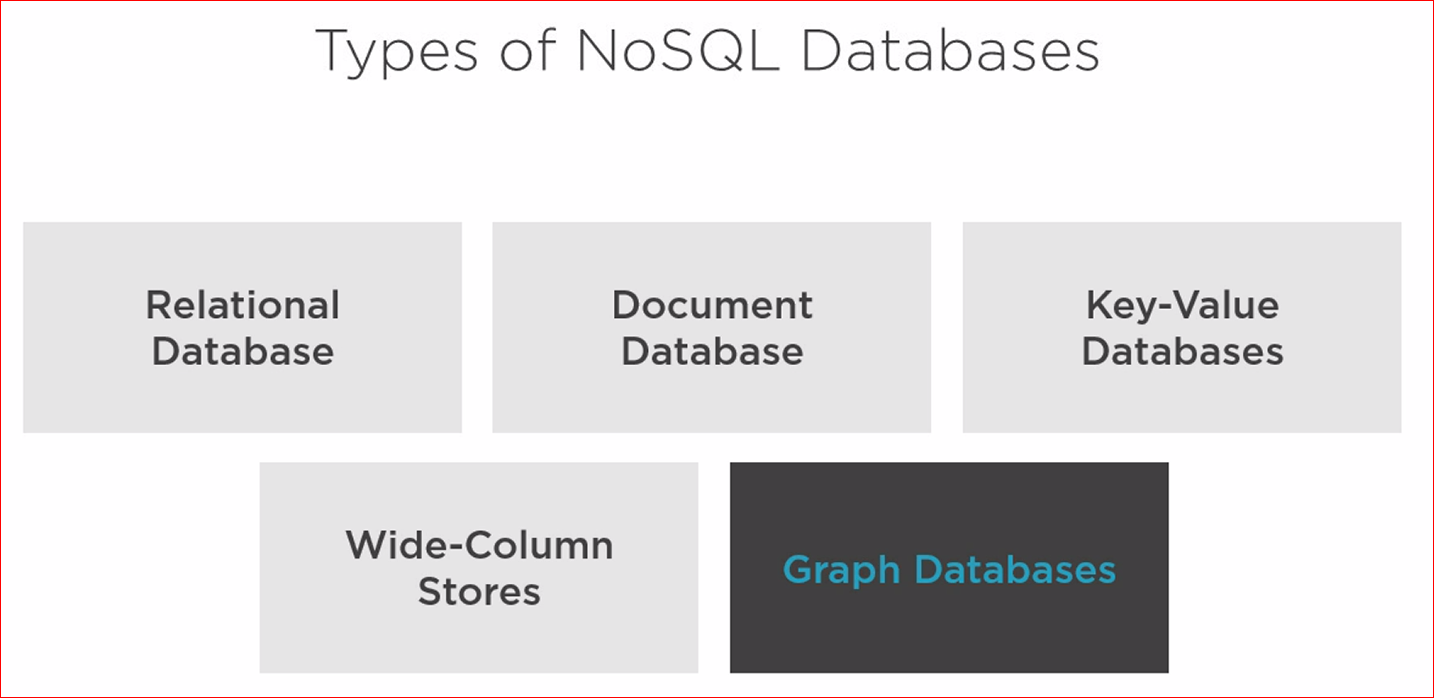 Types of NoSQL Databases
Relational
Database
Document
Database
Key-Value
Databases
Wide-Column
Stores
Graph Databases